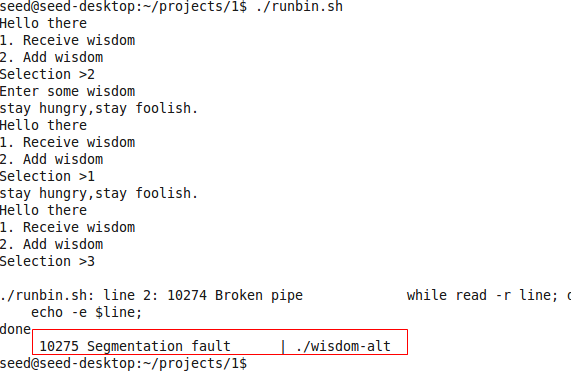 seed@seed-desktop:~/projects/1$ ./runbin.sh
Hello there
1. Receive wisdom
2. Add wisdom
Selection >2
Enter some wisdom
stay hungry,stay foolish.
Hello there
1. Receive wisdom
2. Add wisdom
Selection >1
stay hungry,stay foolish.
Hello there
1. Receive wisdom
2. Add wisdom
Selection >3
./runbin.sh: line 2: 10274 Broken pipe             while read -r line;
    echo -e $line;
done
     10275 Segmentation fault      | ./wisdom-alt
seed@seed-desktop:~/projects/1$